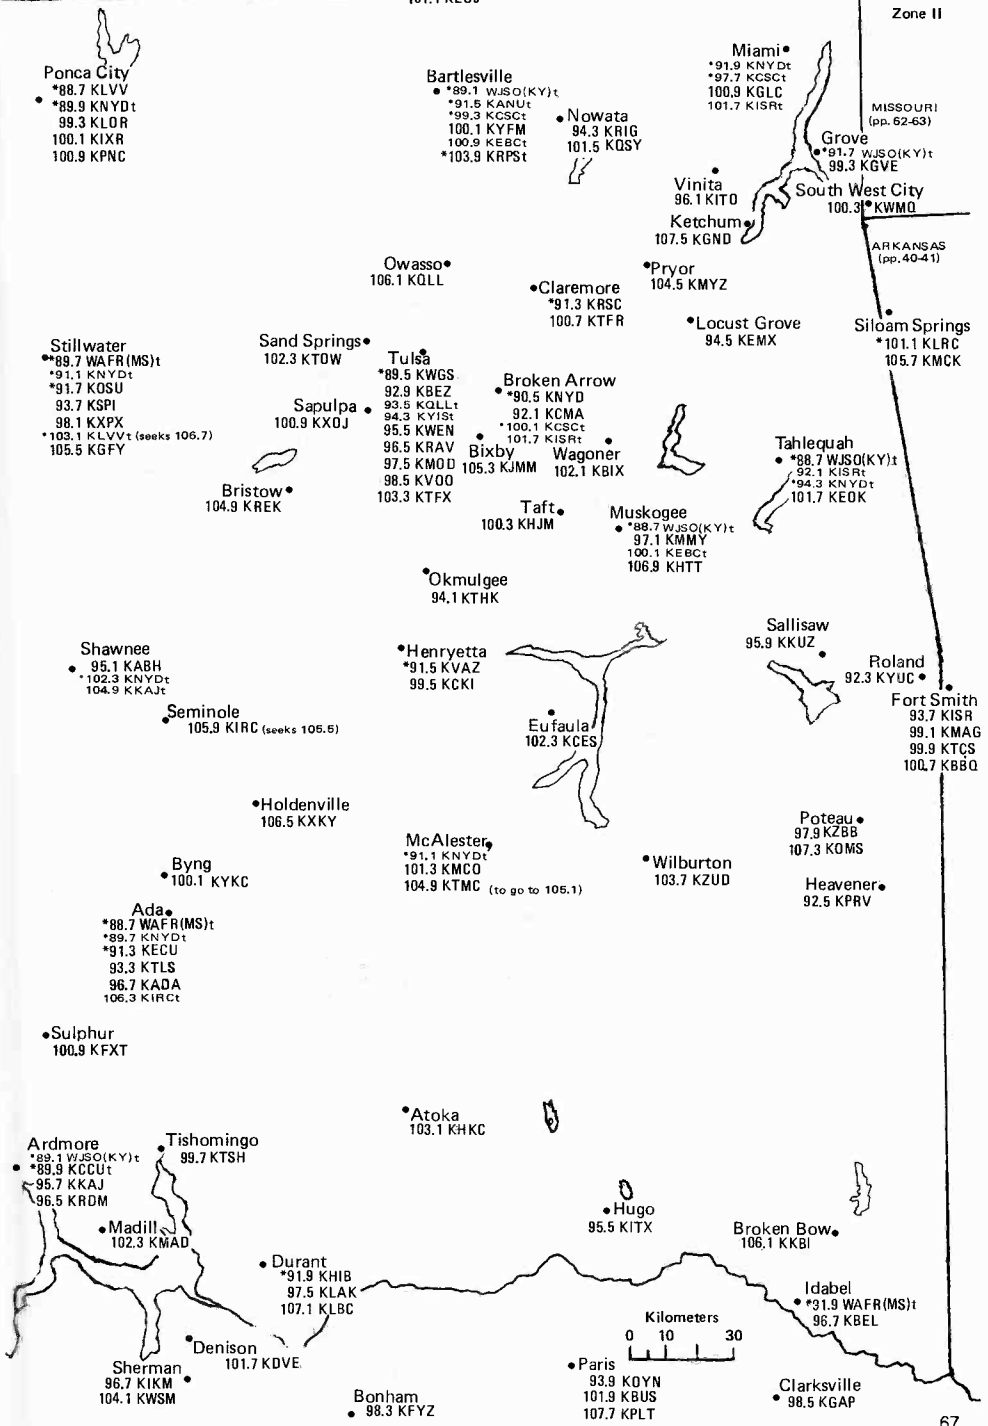 Zone II
Ponca City
*88.7 KLVV
*89.9 KNYDt
99.3 KLOR
100.1 KIXR
100.9 KPNC
Bartlesville
*89.1 WJSO(KY)t
*91.5 KANUt
*99.3 KCSCt
100.1 KYFM
100.9 KEBCt
*103.9 KRPSt
Nowata
94.3 KRIG
101.5 KQSY
Miami
*91.9 KNYDt
*97.7 KCSCt
100.9 KGLC
101.7 KISRt
MISSOURI
(pp. 62-63)
Grove
*91.7 WJSO(KY)t
99.3 KGVE
Vinita
96.1 KITO
South West City
100.3 KWMQ
Ketchum
107.5 KGND
ARKANSAS
(pp. 40-41)
Owasso
106.1 KQLL
Claremore
*91.3 KRSC
100.7 KTFR
Pryor
104.5 KMYZ
Locust Grove
94.5 KEMX
Siloam Springs
*101.1 KLRC
105.7 KMCK
Stillwater
*89.7 WAFR(MS)t
*91.1 KNYDt
*91.7 KOSU
93.7 KSPI
98.1 KXPX
*103.1 KLVVt (seeks 106.7)
105.5 KGFY
Sand Springs
102.3 KTOW
Tulsa
*89.5 KWGS
92.9 KBEZ
93.5 KQLLt
94.3 KYISt
95.5 KWEN
96.5 KRAV
97.5 KMOD
98.5 KVOO
103.3 KTFX
Sapulpa
100.9 KXOJ
Broken Arrow
*90.5 KNYD
92.1 KCMA
*100.1 KCSCt
101.7 KISRt
Bixby
105.3 KJMM
Wagoner
102.1 KBIX
Tahlequah
*88.7 WJSO(KY)t
92.1 KISRt
*94.3 KNYDt
101.7 KEOK
Bristow
104.9 KREK
Taft
100.3 KHJM
Muskogee
*88.7 WJSO(KY)t
97.1 KMMY
100.1 KEBCt
106.9 KHTT
Okmulgee
94.1 KTHK
Shawnee
95.1 KABH
*102.3 KNYDt
104.9 KKAJt
Henryetta
*91.5 KVAZ
99.5 KCKI
Sallisaw
95.9 KKUZ
Roland
92.3 KYUC
Fort Smith
93.7 KISR
99.1 KMAG
99.9 KTCS
100.7 KBBQ
Seminole
105.9 KIRC (seeks 105.5)
Eufaula
102.3 KCES
Holdenville
106.5 KXKY
McAlester
*91.1 KNYDt
101.3 KMCO
104.9 KTMC (to go to 105.1)
Wilburton
103.7 KZUD
Poteau
97.9 KZBB
107.3 KOMS
Heavener
92.5 KPRV
Byng
100.1 KYKC
Ada
*88.7 WAFR(MS)t
*89.7 KNYDt
*91.3 KECU
93.3 KTLS
96.7 KADA
106.3 KIRCt
Sulphur
100.9 KFXT
Atoka
103.1 KHKC
Ardmore
*89.1 WJSO(KY)t
*89.9 KCCUt
95.7 KKAJ
96.5 KRDM
Tishomingo
99.7 KTSH
Madill
102.3 KMAD
Hugo
95.5 KITX
Broken Bow
106.1 KKBI
Durant
*91.9 KHIB
97.5 KLAK
107.1 KLBC
Idabel
*91.9 WAFR(MS)t
96.7 KBEL
Kilometers
0 10 30
Denison
101.7 KDVE
Sherman
96.7 KIKM
104.1 KWSM
Bonham
98.3 KFYZ
Paris
93.9 KOYN
101.9 KBUS
107.7 KPLT
Clarksville
98.5 KGAP
67